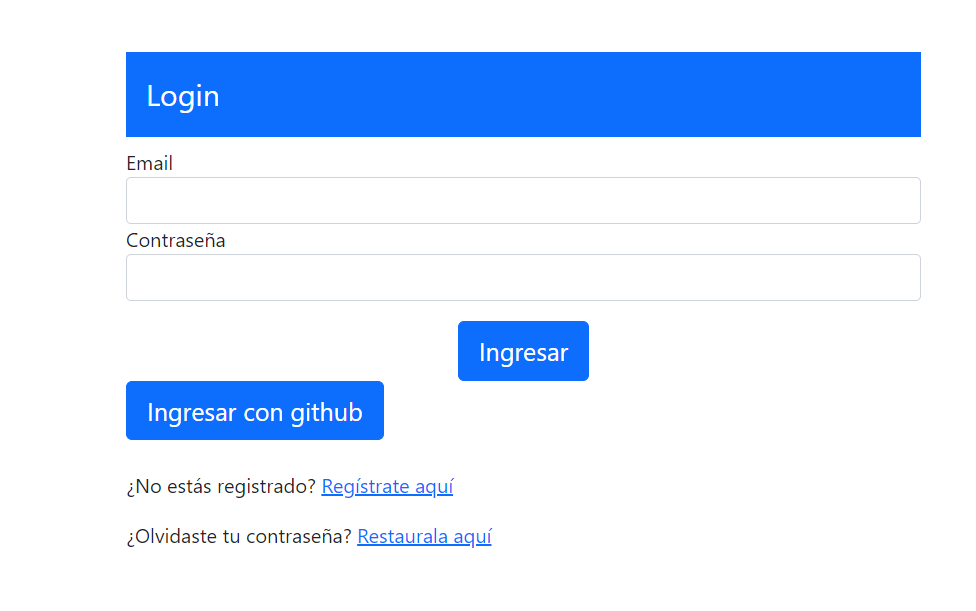 Login
Email
Contraseña
Ingresar
Ingresar con github
¿No estás registrado? Regístrate aquí
¿Olvidaste tu contraseña? Restaurala aquí